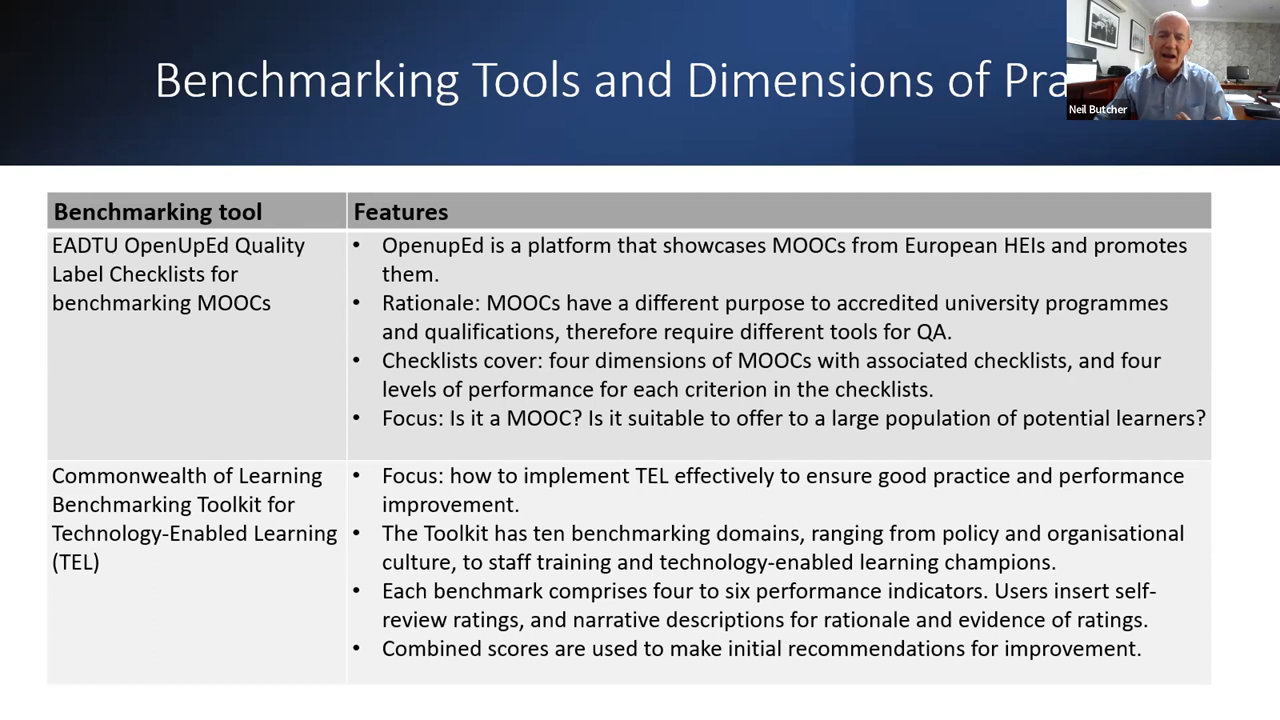 Benchmarking Tools and Dimensions of
Neil Butcher
Benchmarking tool
Features
EADTU OpenUpEd Quality
Label Checklists for
benchmarking MOOCs
• OpenupEd is a platform that showcases MOOCs from European HEIs and promotes
them.
• Rationale: MOOCs have a different purpose to accredited university programmes
and qualifications, therefore require different tools for QA.
• Checklists cover: four dimensions of MOOCs with associated checklists, and four
levels of performance for each criterion in the checklists.
• Focus: Is it a MOOC? Is it suitable to offer to a large population of potential learners?
Commonwealth of Learning
Benchmarking Toolkit for
Technology-Enabled Learning
(TEL)
• Focus: how to implement TEL effectively to ensure good practice and performance
improvement.
• The Toolkit has ten benchmarking domains, ranging from policy and organisational
culture, to staff training and technology-enabled learning champions.
• Each benchmark comprises four to six performance indicators. Users insert self-
review ratings, and narrative descriptions for rationale and evidence of ratings.
• Combined scores are used to make initial recommendations for improvement.